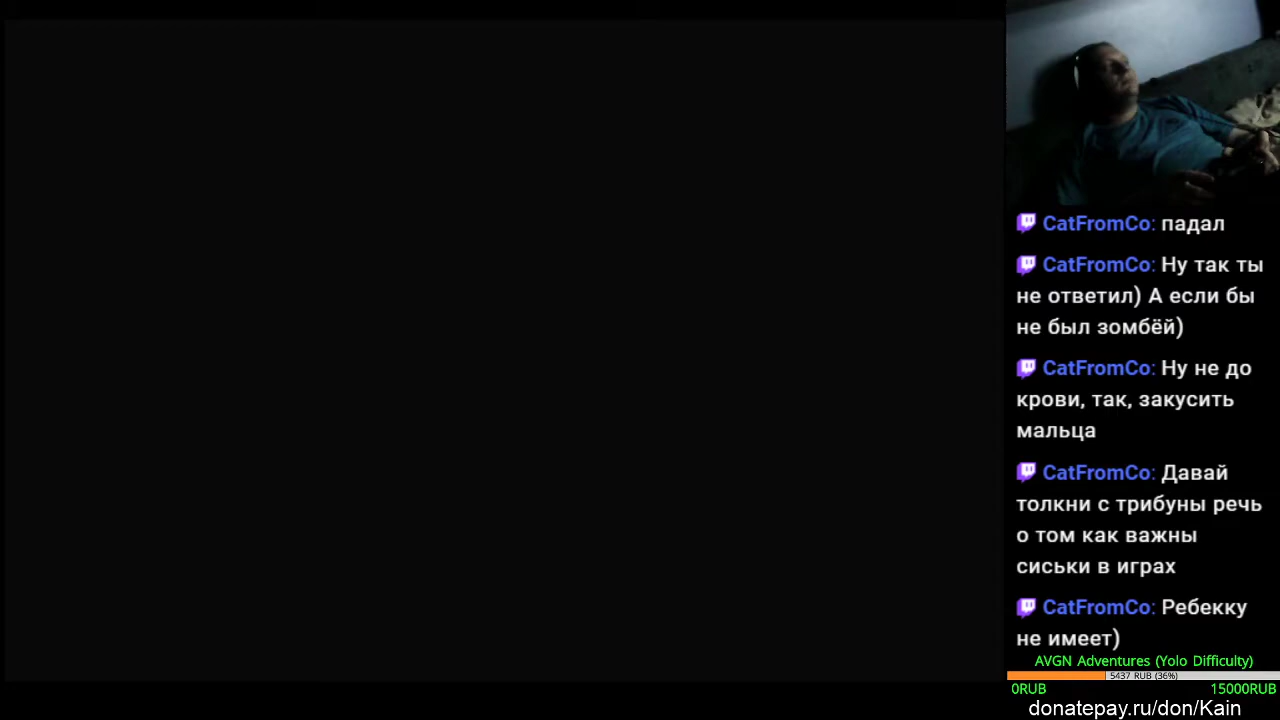 CatFromCo: падал
CatFromCo: Ну так ты
не ответил) А если бы
не был зомбёй)
CatFromCo: Ну не до
крови, так, закусить
мальца
CatFromCo: Давай
толкни с трибуны речь
о том как важны
сиськи в играх
CatFromCo: Ребекку
не имеет)
AVGN Adventures (Yolo Difficulty)
5437 RUB (36%)
0RUB 15000RUB
donatepay.ru/don/Kain